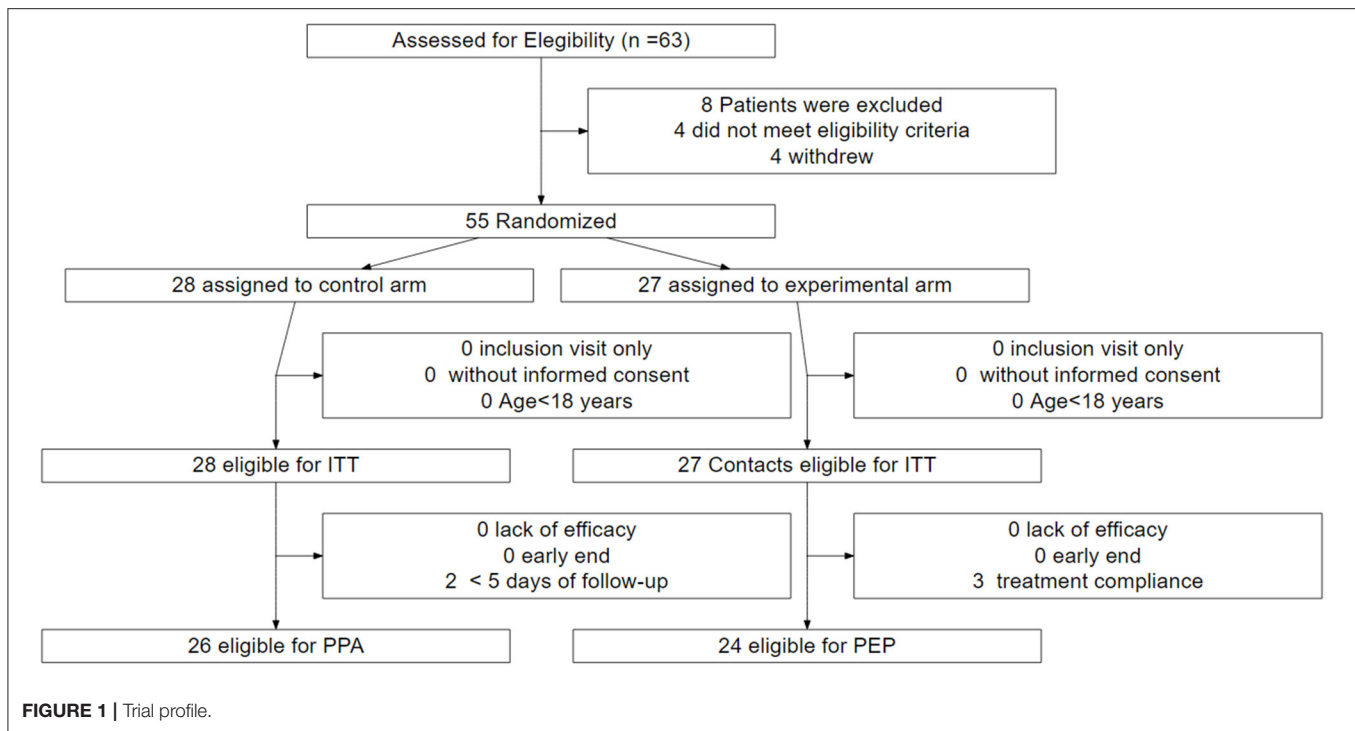 Assessed for Elegibility (n =63)
8 Patients were excluded
4 did not meet eligibility criteria
4 withdrew
55 Randomized
28 assigned to control arm
27 assigned to experimental arm
0 inclusion visit only
0 without informed consent
0 Age<18 years
0 inclusion visit only
0 without informed consent
0 Age<18 years
28 eligible for ITT
27 Contacts eligible for ITT
0 lack of efficacy
0 early end
2 < 5 days of follow-up
0 lack of efficacy
0 early end
3 treatment compliance
26 eligible for PPA
24 eligible for PEP
FIGURE 1 | Trial profile.